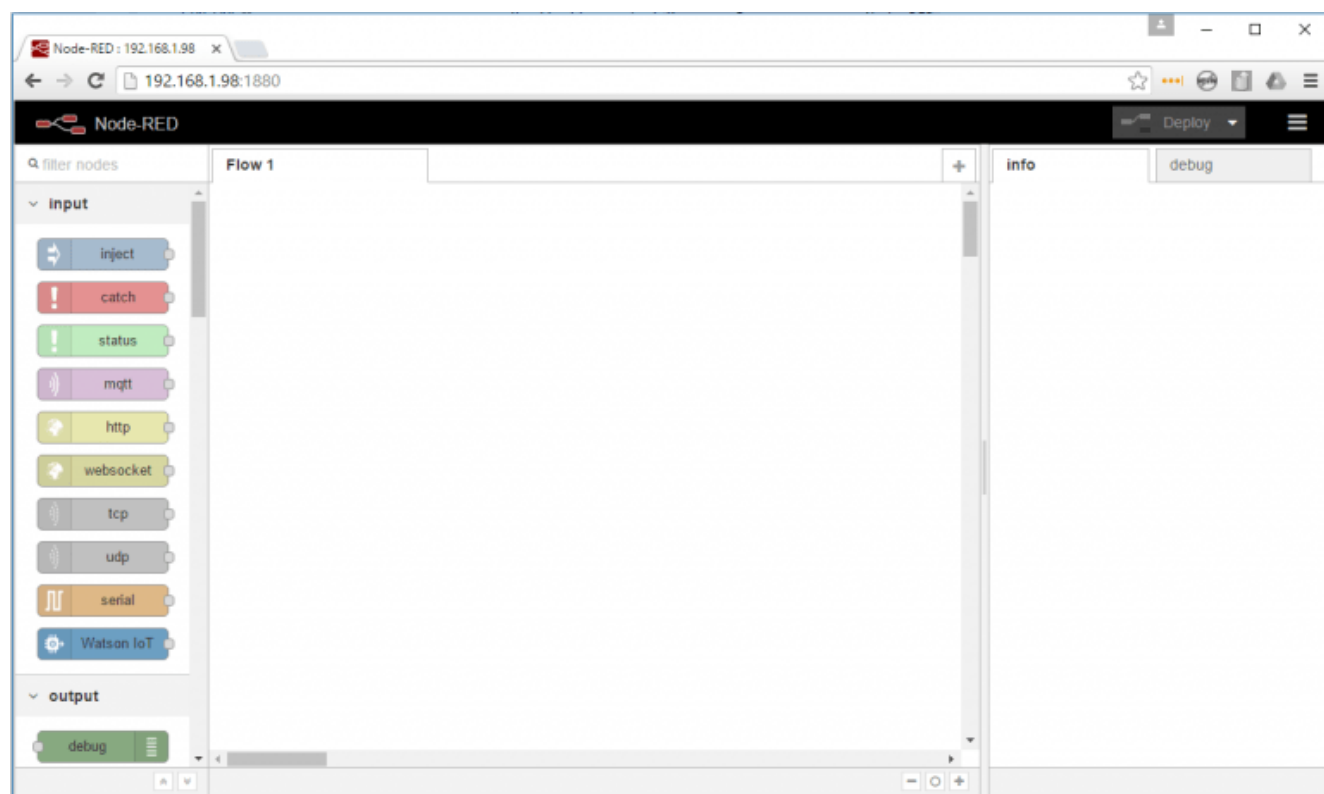 Node-RED : 192.168.1.98
192.168.1.98:1880
Node-RED
Deploy
filter nodes
Flow 1
info
debug
input
inject
catch
status
mqtt
http
websocket
tcp
udp
serial
Watson IoT
output
debug